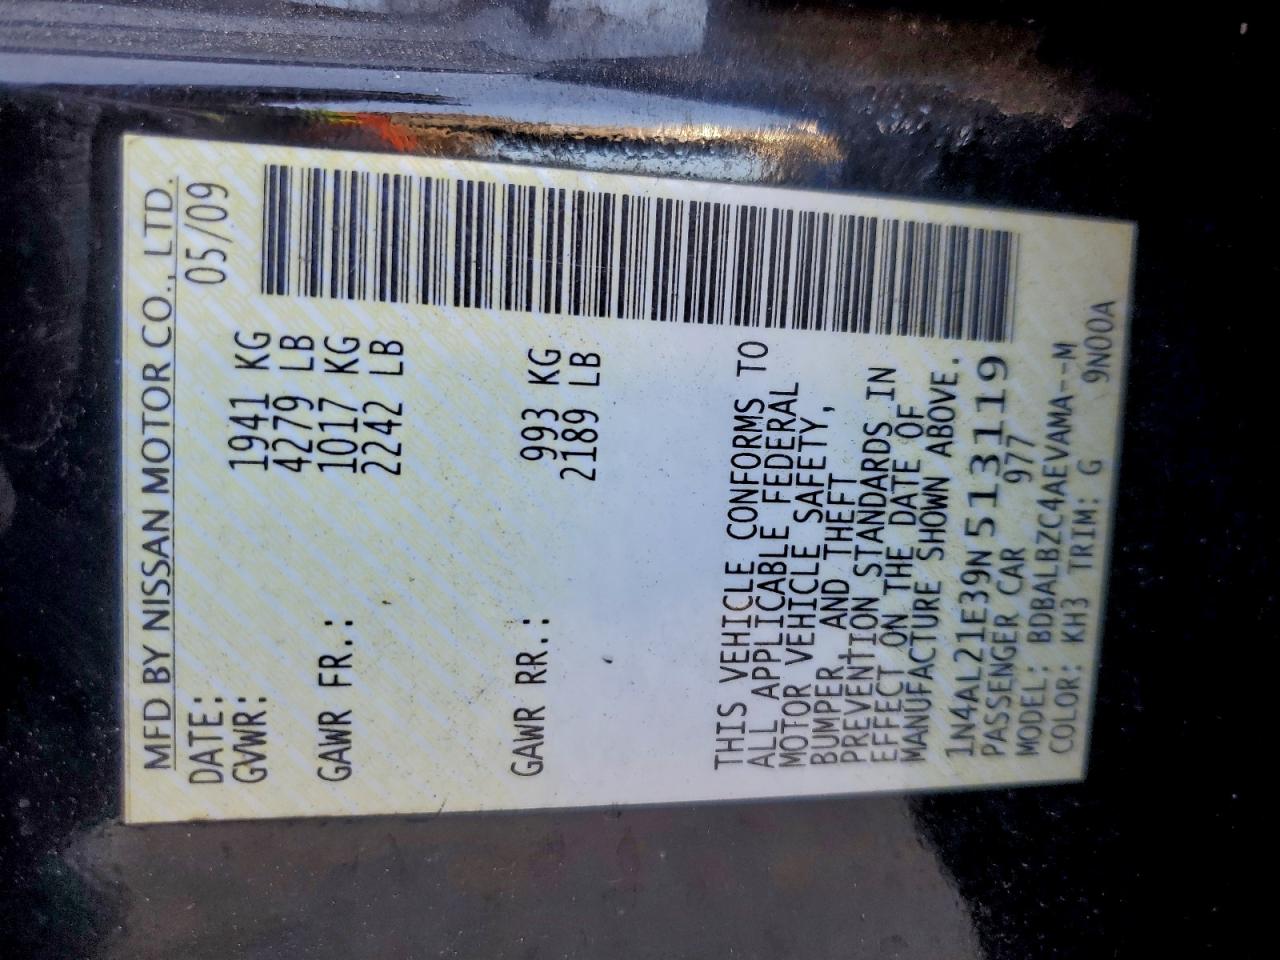 MFD BY NISSAN MOTOR CO., LTD.
DATE: 05/09
GVWR: 1941 KG
4279 LB
GAWR FR.: 1017 KG
2242 LB
GAWR RR.: 993 KG
2189 LB
THIS VEHICLE CONFORMS TO
ALL APPLICABLE FEDERAL
MOTOR VEHICLE SAFETY,
BUMPER AND THEFT
PREVENTION STANDARDS IN
EFFECT ON THE DATE OF
MANUFACTURE SHOWN ABOVE.
1N4AL21E39N513119
PASSENGER CAR 977
MODEL: BDBALBZC4AEVAMA--M
COLOR: KH3 TRIM: G 9N00A